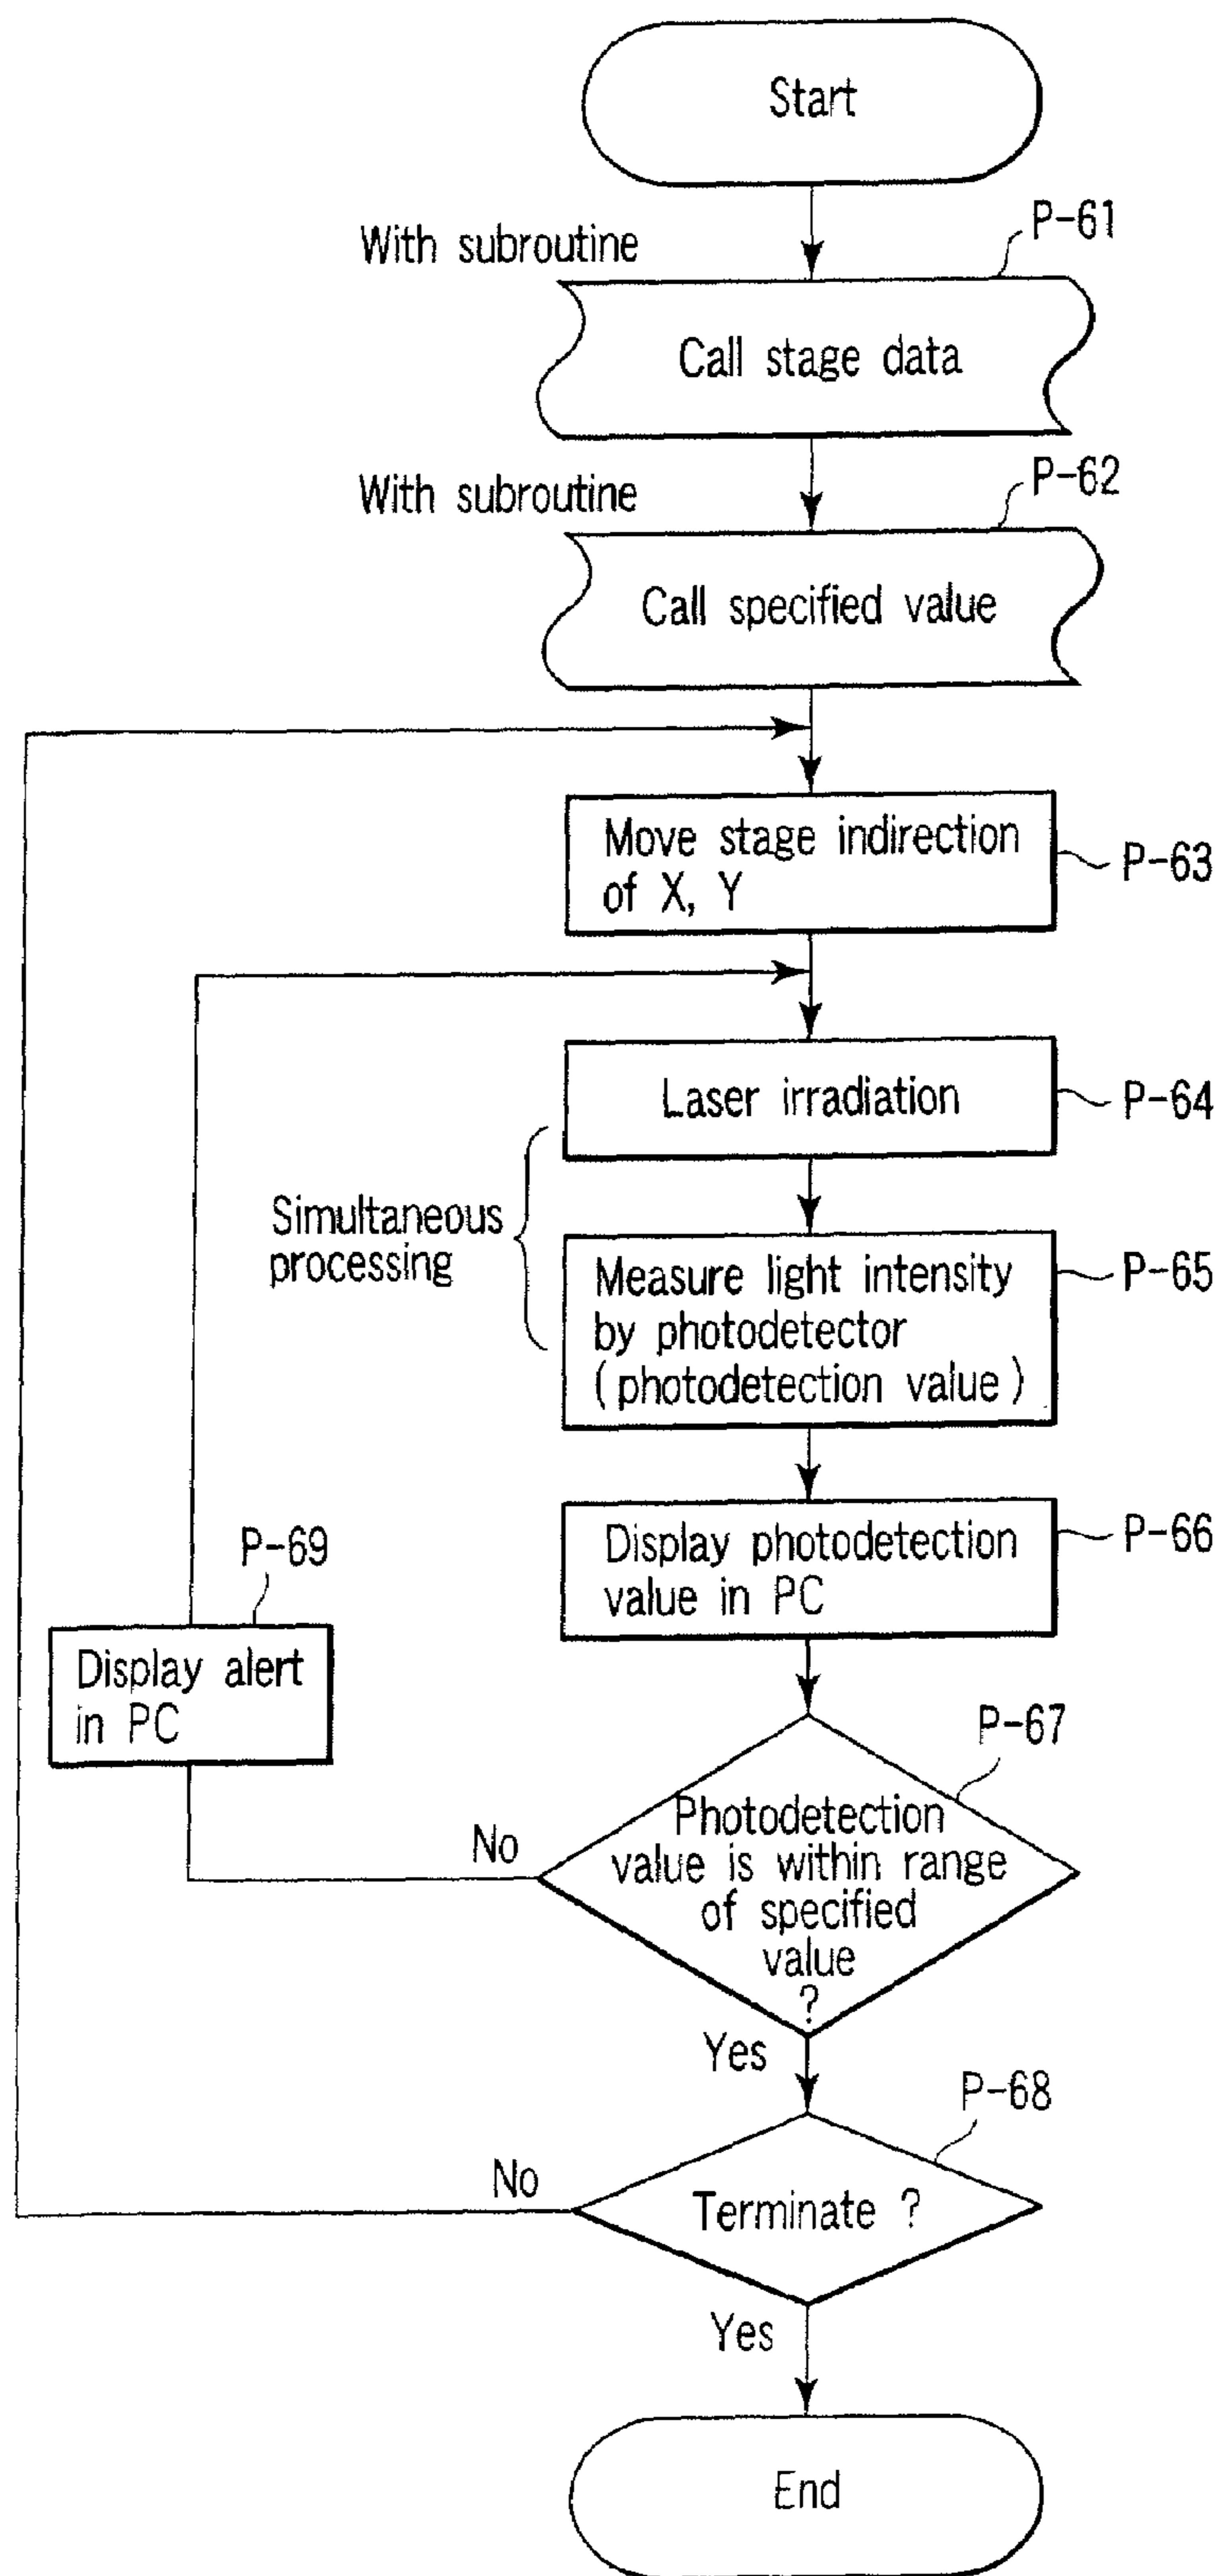 Start
With subroutine
P-61
Call stage data
With subroutine
P-62
Call specified value
Move stage indirection
of X, Y
P-63
Laser irradiation
P-64
Simultaneous
processing
Measure light intensity
by photodetector
(photodetection value)
P-65
Display photodetection
value in PC
P-66
P-69
Display alert
in PC
P-67
Photodetection
value is within range
of specified
value
?
No
Yes
P-68
Terminate ?
No
Yes
End